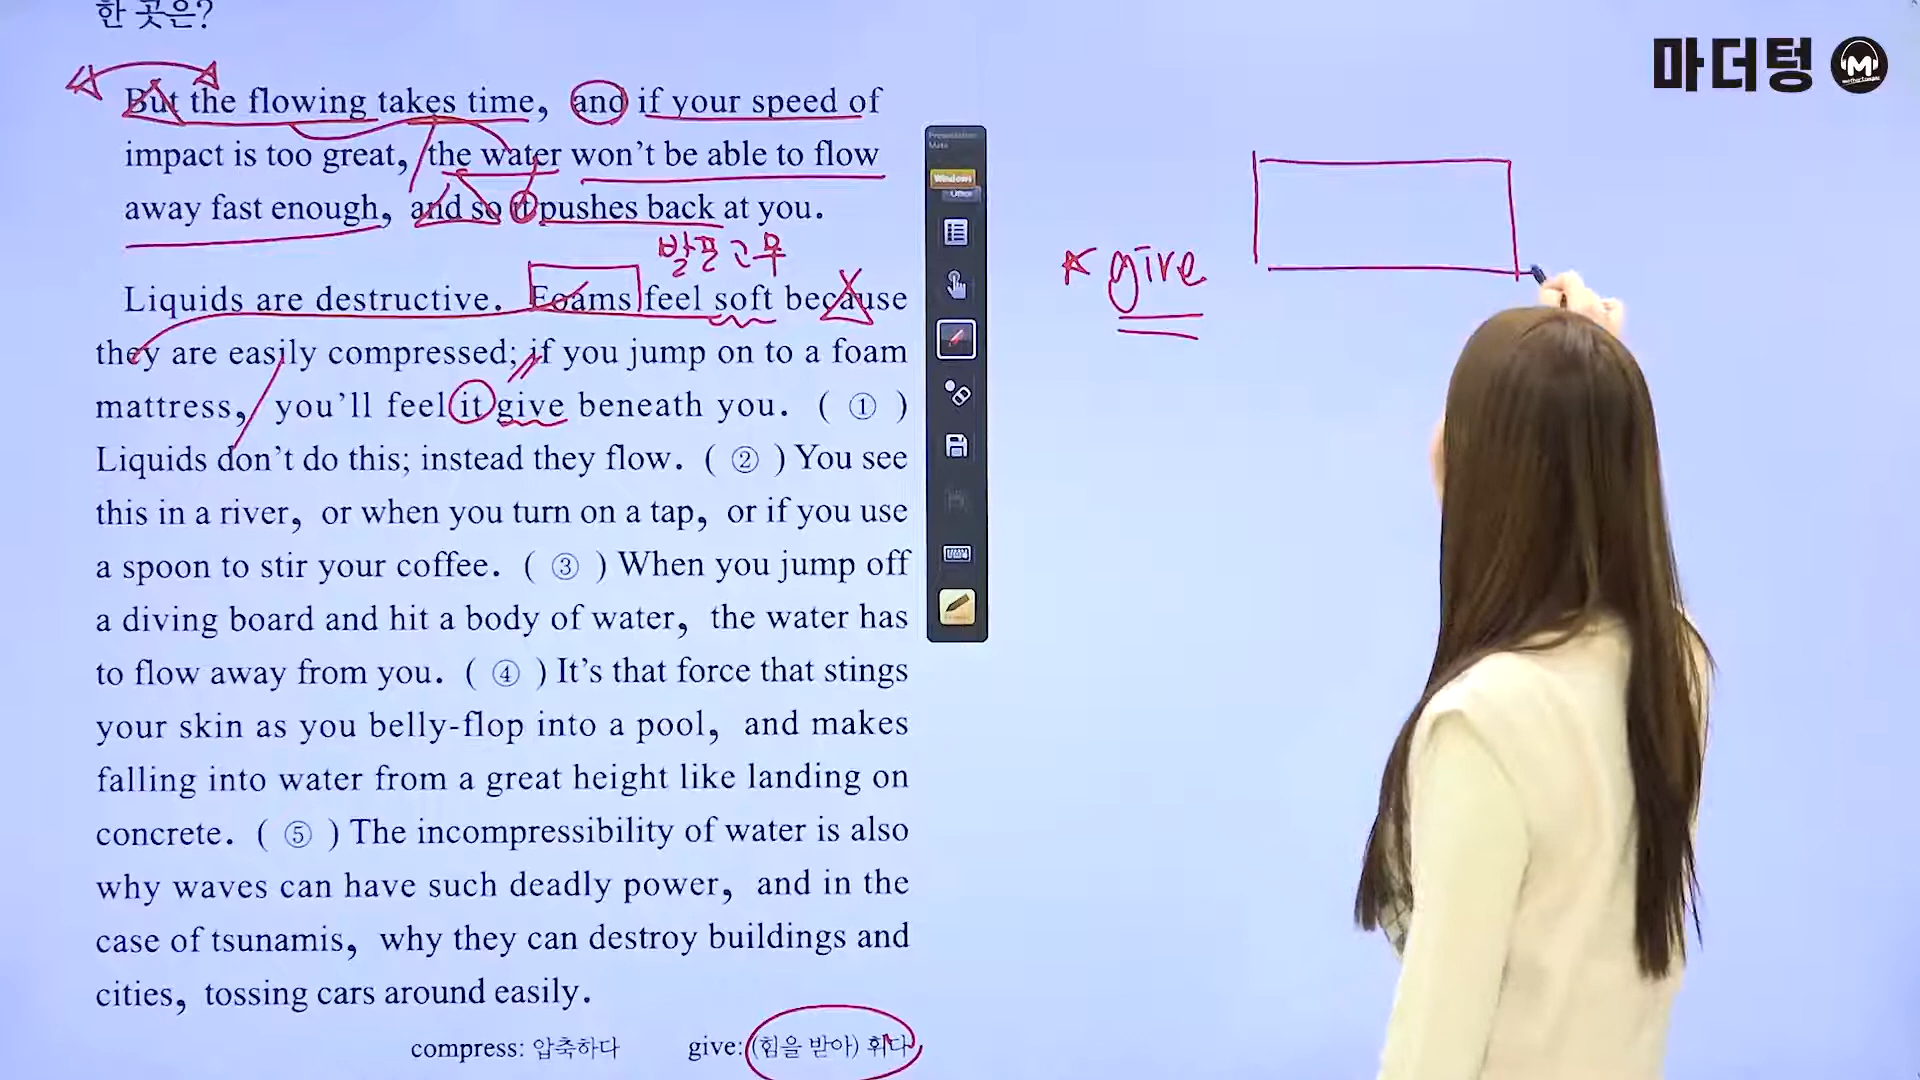 한 곳은?
마더텅
But the flowing takes time, and if your speed of
impact is too great, the water won't be able to flow
away fast enough, and so it pushes back at you.
발포고무
Liquids are destructive. Foams feel soft because
they are easily compressed; if you jump on to a foam
mattress, you'll feel it give beneath you. ( ① )
Liquids don't do this; instead they flow. ( ② ) You see
this in a river, or when you turn on a tap, or if you use
a spoon to stir your coffee. ( ③ ) When you jump off
a diving board and hit a body of water, the water has
to flow away from you. ( ④ ) It's that force that stings
your skin as you belly-flop into a pool, and makes
falling into water from a great height like landing on
concrete. ( ⑤ ) The incompressibility of water is also
why waves can have such deadly power, and in the
case of tsunamis, why they can destroy buildings and
cities, tossing cars around easily.
compress: 압축하다 give: (힘을 받아) 휘다
give
Windows
Office